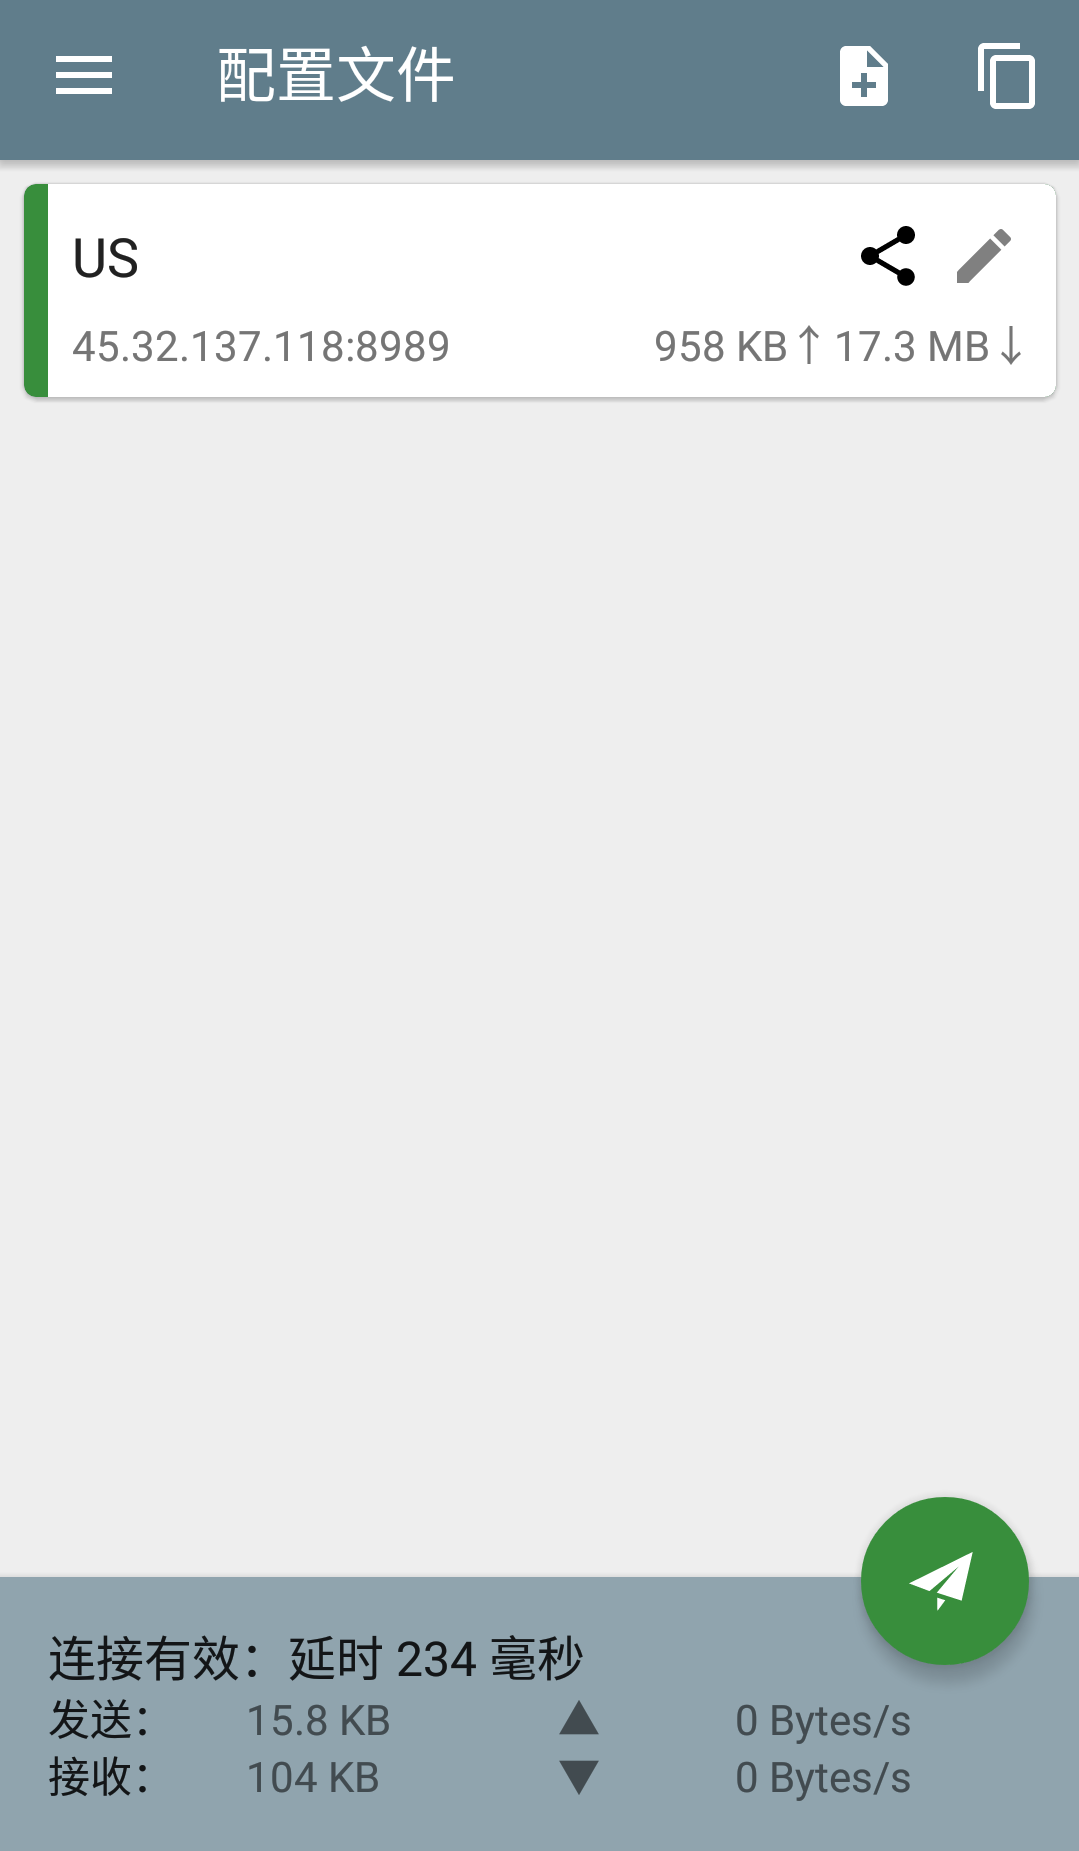 配置文件
US
45.32.137.118:8989 958 KB↑ 17.3 MB↓
连接有效：延时 234 毫秒
发送： 15.8 KB ▲ 0 Bytes/s
接收： 104 KB ▼ 0 Bytes/s